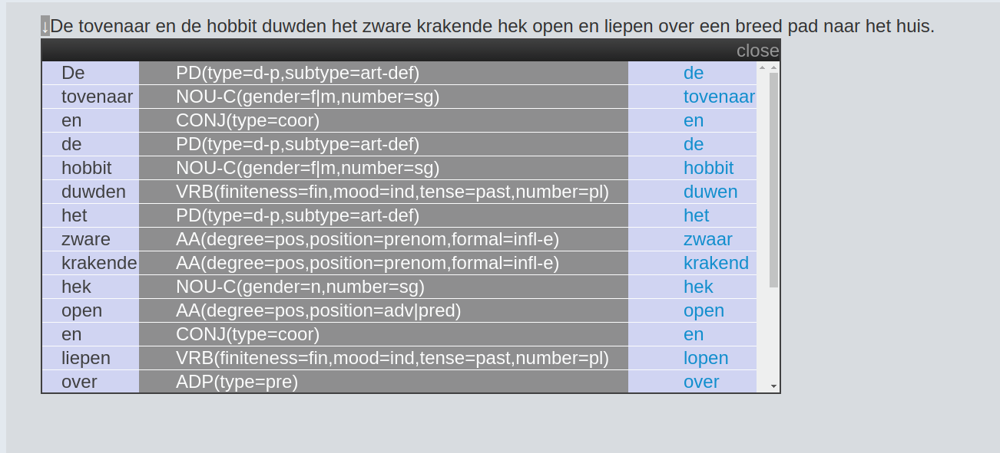 ↓De tovenaar en de hobbit duwden het zware krakende hek open en liepen over een breed pad naar het huis.
close
De PD(type=d-p,subtype=art-def) de
tovenaar NOU-C(gender=f|m,number=sg) tovenaar
en CONJ(type=coor) en
de PD(type=d-p,subtype=art-def) de
hobbit NOU-C(gender=f|m,number=sg) hobbit
duwden VRB(finiteness=fin,mood=ind,tense=past,number=pl) duwen
het PD(type=d-p,subtype=art-def) het
zware AA(degree=pos,position=prenom,formal=infl-e) zwaar
krakende AA(degree=pos,position=prenom,formal=infl-e) krakend
hek NOU-C(gender=n,number=sg) hek
open AA(degree=pos,position=adv|pred) open
en CONJ(type=coor) en
liepen VRB(finiteness=fin,mood=ind,tense=past,number=pl) lopen
over ADP(type=pre) over